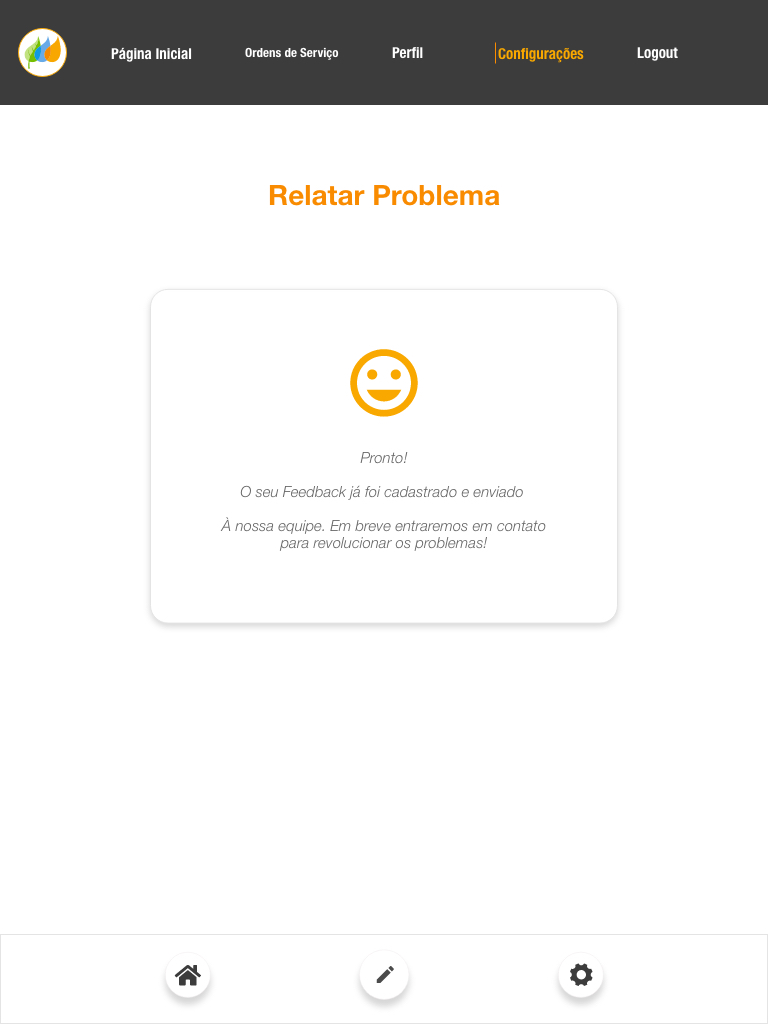 Página Inicial
Ordens de Serviço
Perfil
Configurações
Logout
Relatar Problema
Pronto!
O seu Feedback já foi cadastrado e enviado
À nossa equipe. Em breve entraremos em contato
para revolucionar os problemas!